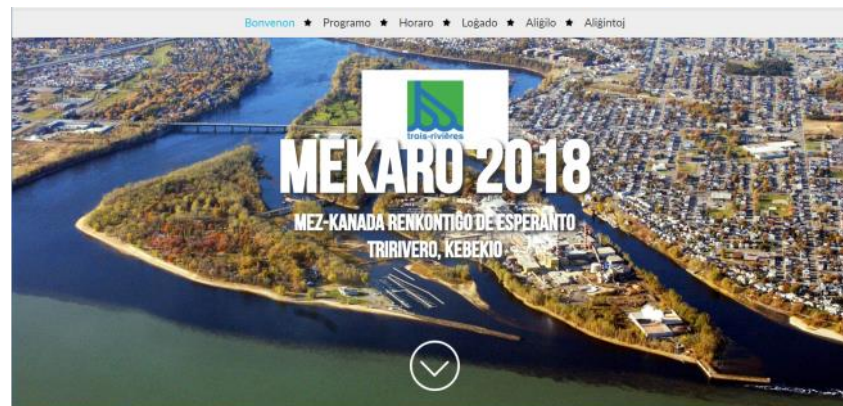 Bonvenon ★ Programo ★ Horaro ★ Loĝado ★ Aliĝilo ★ Aliĝintoj
trois-rivières
MEKARO 2018
MEZ-KANADA RENKONTIĜO DE ESPERANTO
TRIRIVERO, KEBEKIO